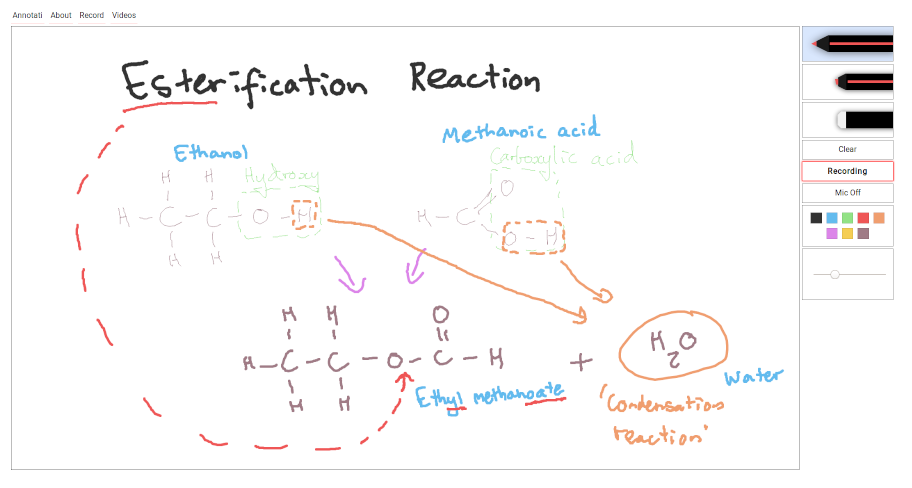 Annotati About Record Videos
Esterification Reaction
Methanoic acid
Ethanol
Carboxylic acid
Hydroxy
H H
H - C - C - O - H
H H
O
H - C
O - H
H H O
H - C - C - O - C - H + H2O
H H
Ethyl methanoate
Water
'Condensation
reaction'
Clear
Recording
Mic Off